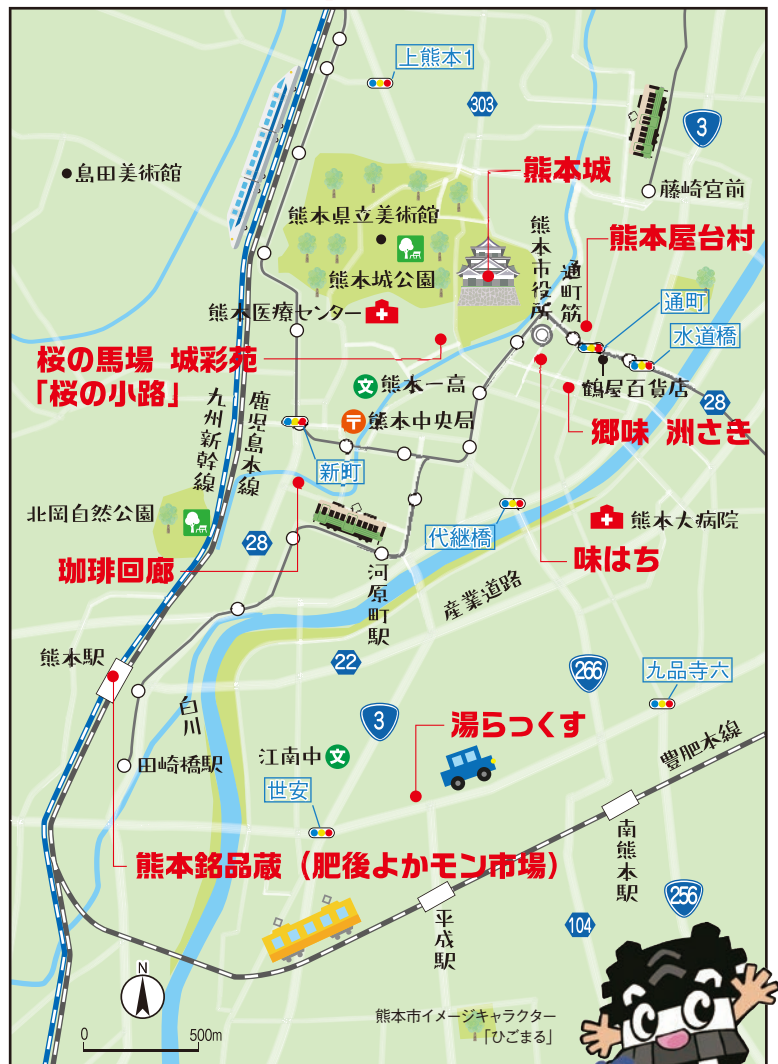 上熊本1
303
3
島田美術館
熊本城
藤崎宮前
熊本県立美術館
熊本市役所
通町筋
熊本屋台村
熊本城公園
通町
熊本医療センター
水道橋
桜の馬場 城彩苑
「桜の小路」
熊本一高
鶴屋百貨店
28
九州新幹線
鹿児島本線
熊本中央局
郷味 洲さき
新町
北岡自然公園
28
代継橋
熊本大病院
珈琲回廊
河原町駅
味はち
産業道路
熊本駅
22
266
九品寺六
白川
3
湯らっくす
豊肥本線
田崎橋駅
江南中
世安
南熊本駅
熊本銘品蔵（肥後よかモン市場）
256
平成駅
104
N
熊本市イメージキャラクター
「ひごまる」
0 500m